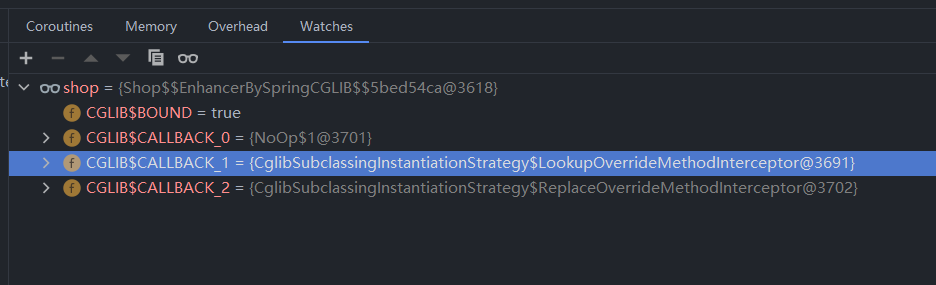 Coroutines Memory Overhead Watches
shop = {Shop$$EnhancerBySpringCGLIB$$5bed54ca@3618}
CGLIB$BOUND = true
CGLIB$CALLBACK_0 = {NoOp$1@3701}
CGLIB$CALLBACK_1 = {CglibSubclassingInstantiationStrategy$LookupOverrideMethodInterceptor@3691}
CGLIB$CALLBACK_2 = {CglibSubclassingInstantiationStrategy$ReplaceOverrideMethodInterceptor@3702}